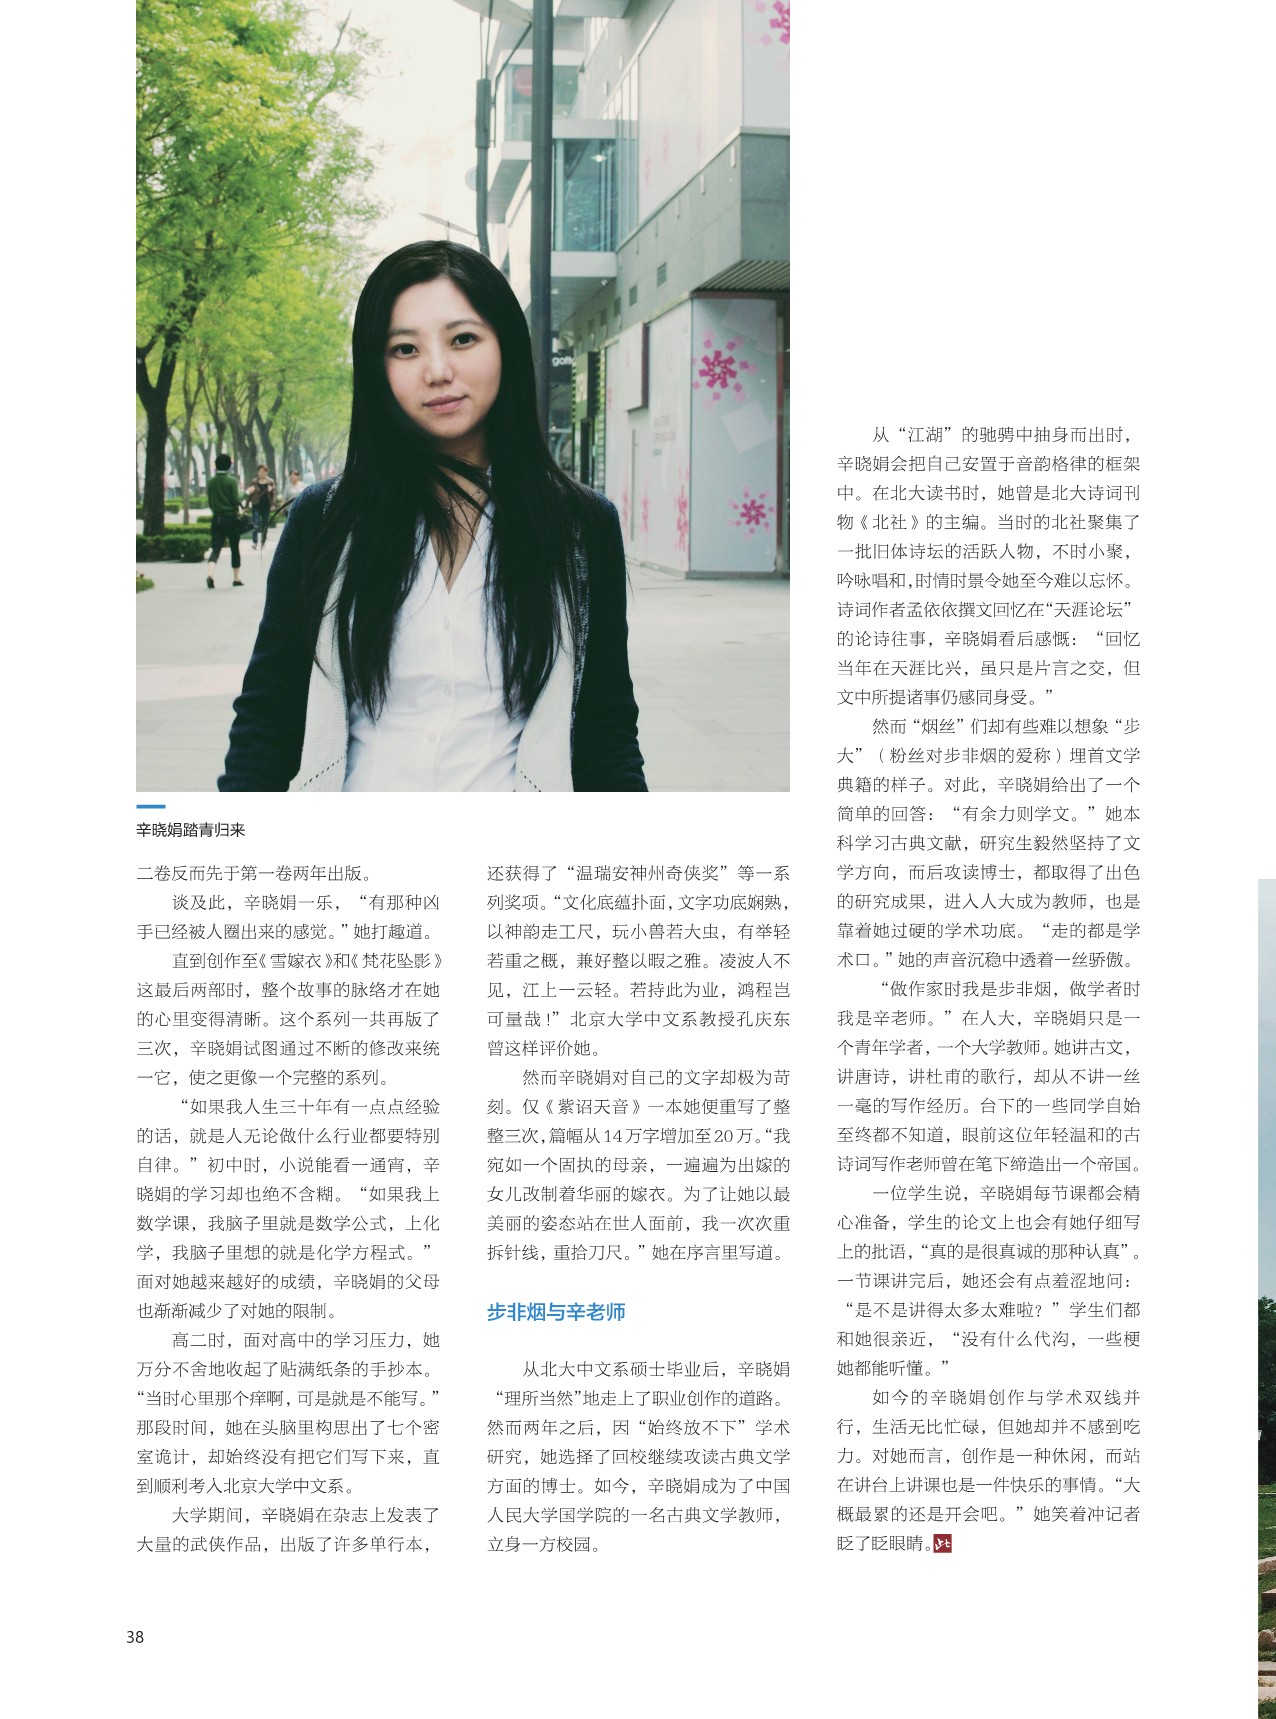 gotto
辛晓娟踏青归来
二卷反而先于第一卷两年出版。
谈及此，辛晓娟一乐，“有那种凶
手已经被人圈出来的感觉。”她打趣道。
直到创作至《雪嫁衣》和《梵花坠影》
这最后两部时，整个故事的脉络才在她
的心里变得清晰。这个系列一共再版了
三次，辛晓娟试图通过不断的修改来统
一它，使之更像一个完整的系列。
“如果我人生三十年有一点点经验
的话，就是人无论做什么行业都要特别
自律。”初中时，小说能看一通宵，辛
晓娟的学习却也绝不含糊。“如果我上
数学课，我脑子里就是数学公式，上化
学，我脑子里想的就是化学方程式。”
面对她越来越好的成绩，辛晓娟的父母
也渐渐减少了对她的限制。
高二时，面对高中的学习压力，她
万分不舍地收起了贴满纸条的手抄本。
“当时心里那个痒啊，可是就是不能写。”
那段时间，她在头脑里构思出了七个密
室诡计，却始终没有把它们写下来，直
到顺利考入北京大学中文系。
大学期间，辛晓娟在杂志上发表了
大量的武侠作品，出版了许多单行本，
还获得了“温瑞安神州奇侠奖”等一系
列奖项。“文化底蕴扑面，文字功底娴熟，
以神韵走工尺，玩小兽若大虫，有举轻
若重之概，兼好整以暇之雅。凌波人不
见，江上一云轻。若持此为业，鸿程岂
可量哉！”北京大学中文系教授孔庆东
曾这样评价她。
然而辛晓娟对自己的文字却极为苛
刻。仅《紫诏天音》一本她便重写了整
整三次，篇幅从14万字增加至20万。“我
宛如一个固执的母亲，一遍遍为出嫁的
女儿改制着华丽的嫁衣。为了让她以最
美丽的姿态站在世人面前，我一次次重
拆针线，重拾刀尺。”她在序言里写道。
步非烟与辛老师
从北大中文系硕士毕业后，辛晓娟
“理所当然”地走上了职业创作的道路。
然而两年之后，因“始终放不下”学术
研究，她选择了回校继续攻读古典文学
方面的博士。如今，辛晓娟成为了中国
人民大学国学院的一名古典文学教师，
立身一方校园。
从“江湖”的驰骋中抽身而出时，
辛晓娟会把自己安置于音韵格律的框架
中。在北大读书时，她曾是北大诗词刊
物《北社》的主编。当时的北社聚集了
一批旧体诗坛的活跃人物，不时小聚，
吟咏唱和，时情时景令她至今难以忘怀。
诗词作者孟依依撰文回忆在“天涯论坛”
的论诗往事，辛晓娟看后感慨：“回忆
当年在天涯比兴，虽只是片言之交，但
文中所提诸事仍感同身受。”
然而“烟丝”们却有些难以想象“步
大”（粉丝对步非烟的爱称）埋首文学
典籍的样子。对此，辛晓娟给出了一个
简单的回答：“有余力则学文。”她本
科学习古典文献，研究生毅然坚持了文
学方向，而后攻读博士，都取得了出色
的研究成果，进入人大成为教师，也是
靠着她过硬的学术功底。“走的都是学
术口。”她的声音沉稳中透着一丝骄傲。
“做作家时我是步非烟，做学者时
我是辛老师。”在人大，辛晓娟只是一
个青年学者，一个大学教师。她讲古文，
讲唐诗，讲杜甫的歌行，却从不讲一丝
一毫的写作经历。台下的一些同学自始
至终都不知道，眼前这位年轻温和的古
诗词写作老师曾在笔下缔造出一个帝国。
一位学生说，辛晓娟每节课都会精
心准备，学生的论文上也会有她仔细写
上的批语，“真的是很真诚的那种认真”。
一节课讲完后，她还会有点羞涩地问：
“是不是讲得太多太难啦？”学生们都
和她很亲近，“没有什么代沟，一些梗
她都能听懂。”
如今的辛晓娟创作与学术双线并
行，生活无比忙碌，但她却并不感到吃
力。对她而言，创作是一种休闲，而站
在讲台上讲课也是一件快乐的事情。“大
概最累的还是开会吧。”她笑着冲记者
眨了眨眼睛。
38